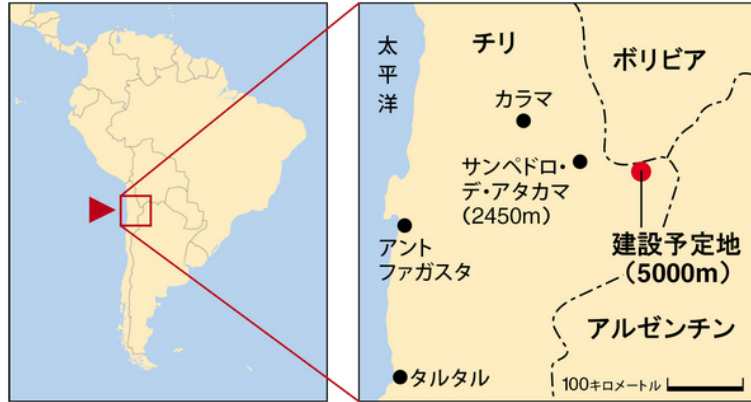 太平洋
チリ
ボリビア
カラマ
サンペドロ・
デ・アタカマ
(2450m)
建設予定地
(5000m)
アント
ファガスタ
アルゼンチン
タルタル
100キロメートル